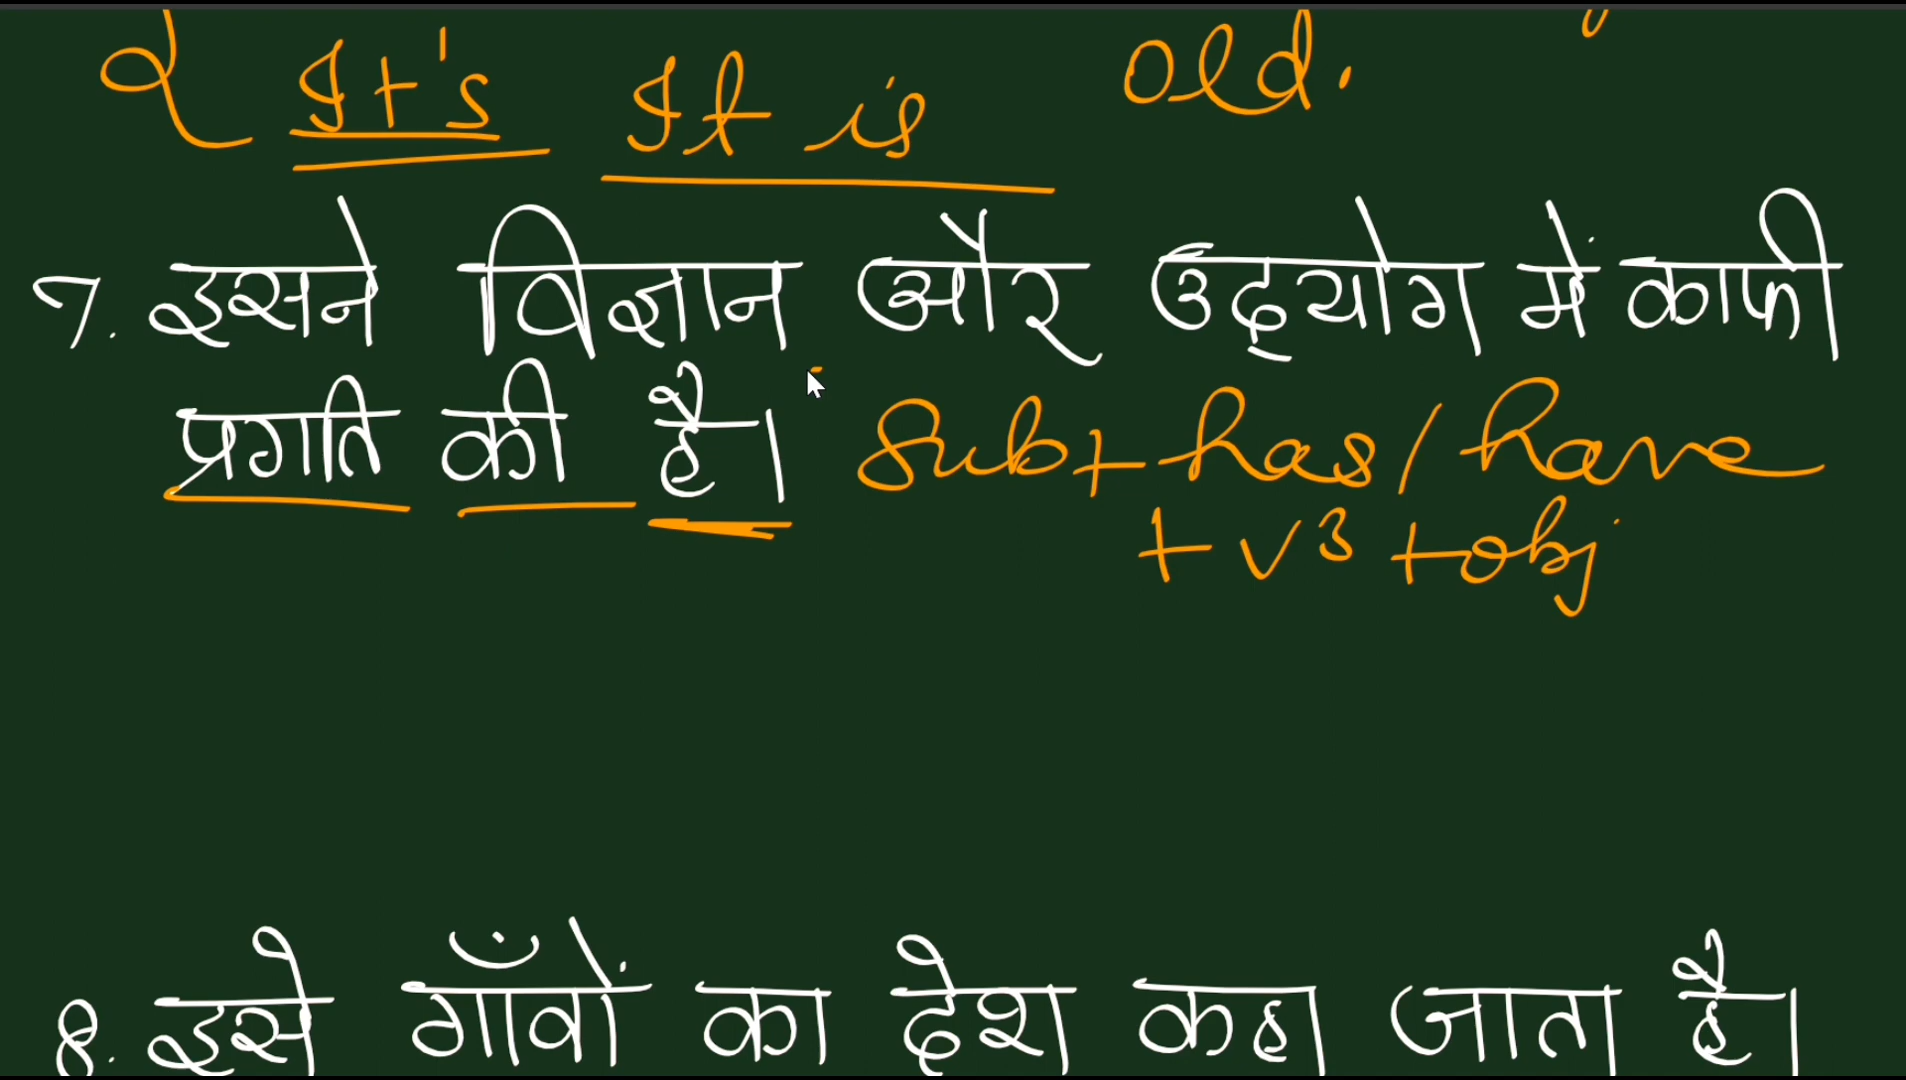 It's It is old.
7. इसने विज्ञान और उद्योग में काफी
प्रगति की है। Sub + has / have
+ v3 + obj
8. इसे गाँवों का देश कहा जाता है।